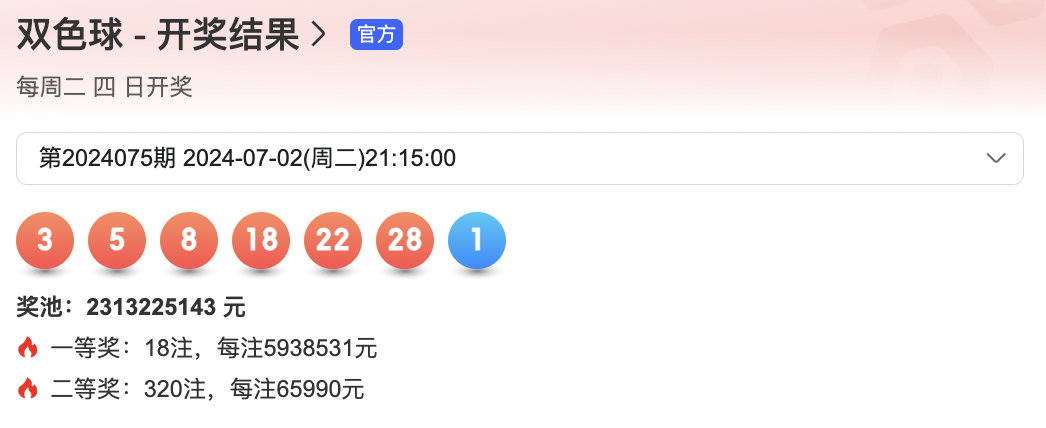 双色球 - 开奖结果 > 官方
每周二 四 日开奖
第2024075期 2024-07-02(周二)21:15:00
3 5 8 18 22 28 1
奖池：2313225143 元
一等奖：18注，每注5938531元
二等奖：320注，每注65990元